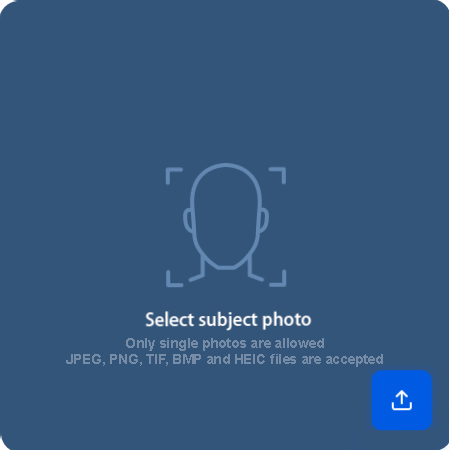 Select subject photo
Only single photos are allowed
JPEG, PNG, TIF, BMP and HEIC files are accepted